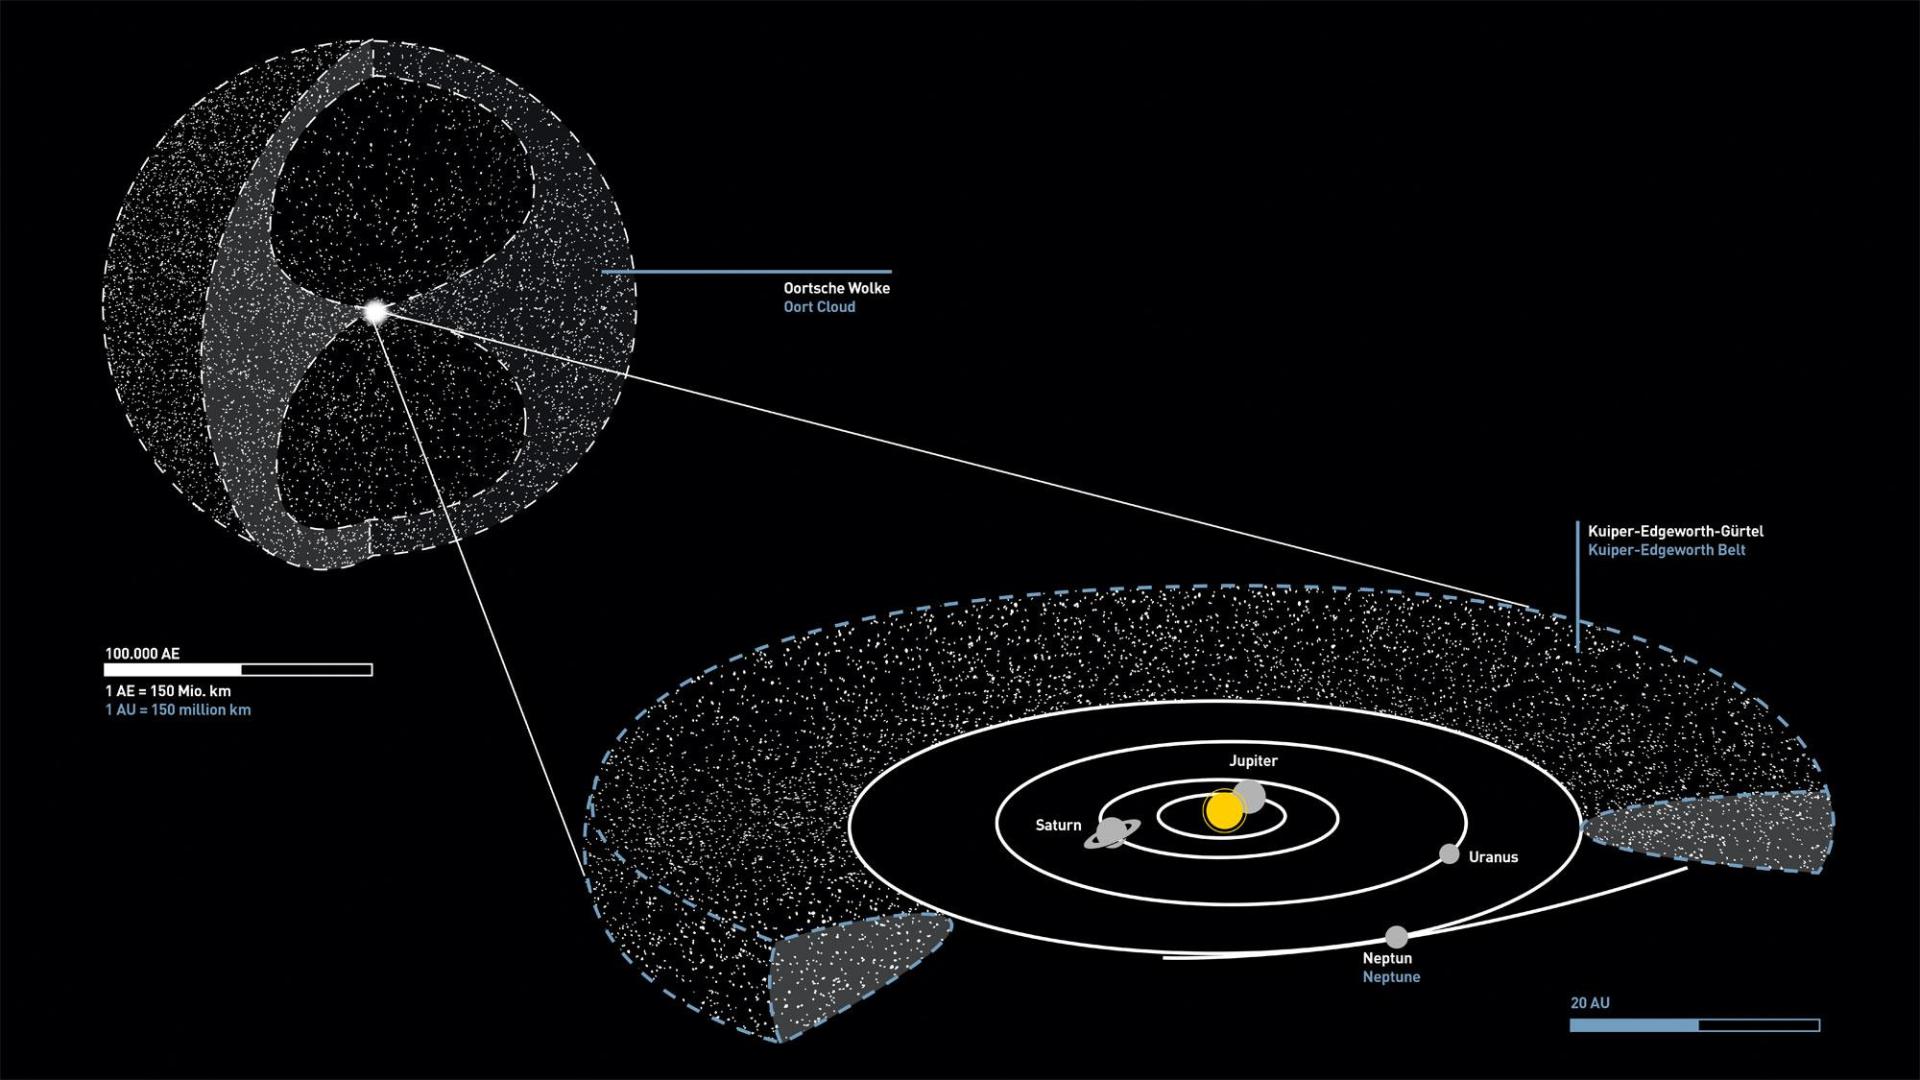 Oortsche Wolke
Oort Cloud
Kuiper-Edgeworth-Gürtel
Kuiper-Edgeworth Belt
100.000 AE
1 AE = 150 Mio. km
1 AU = 150 million km
Jupiter
Saturn
Uranus
Neptun
Neptune
20 AU